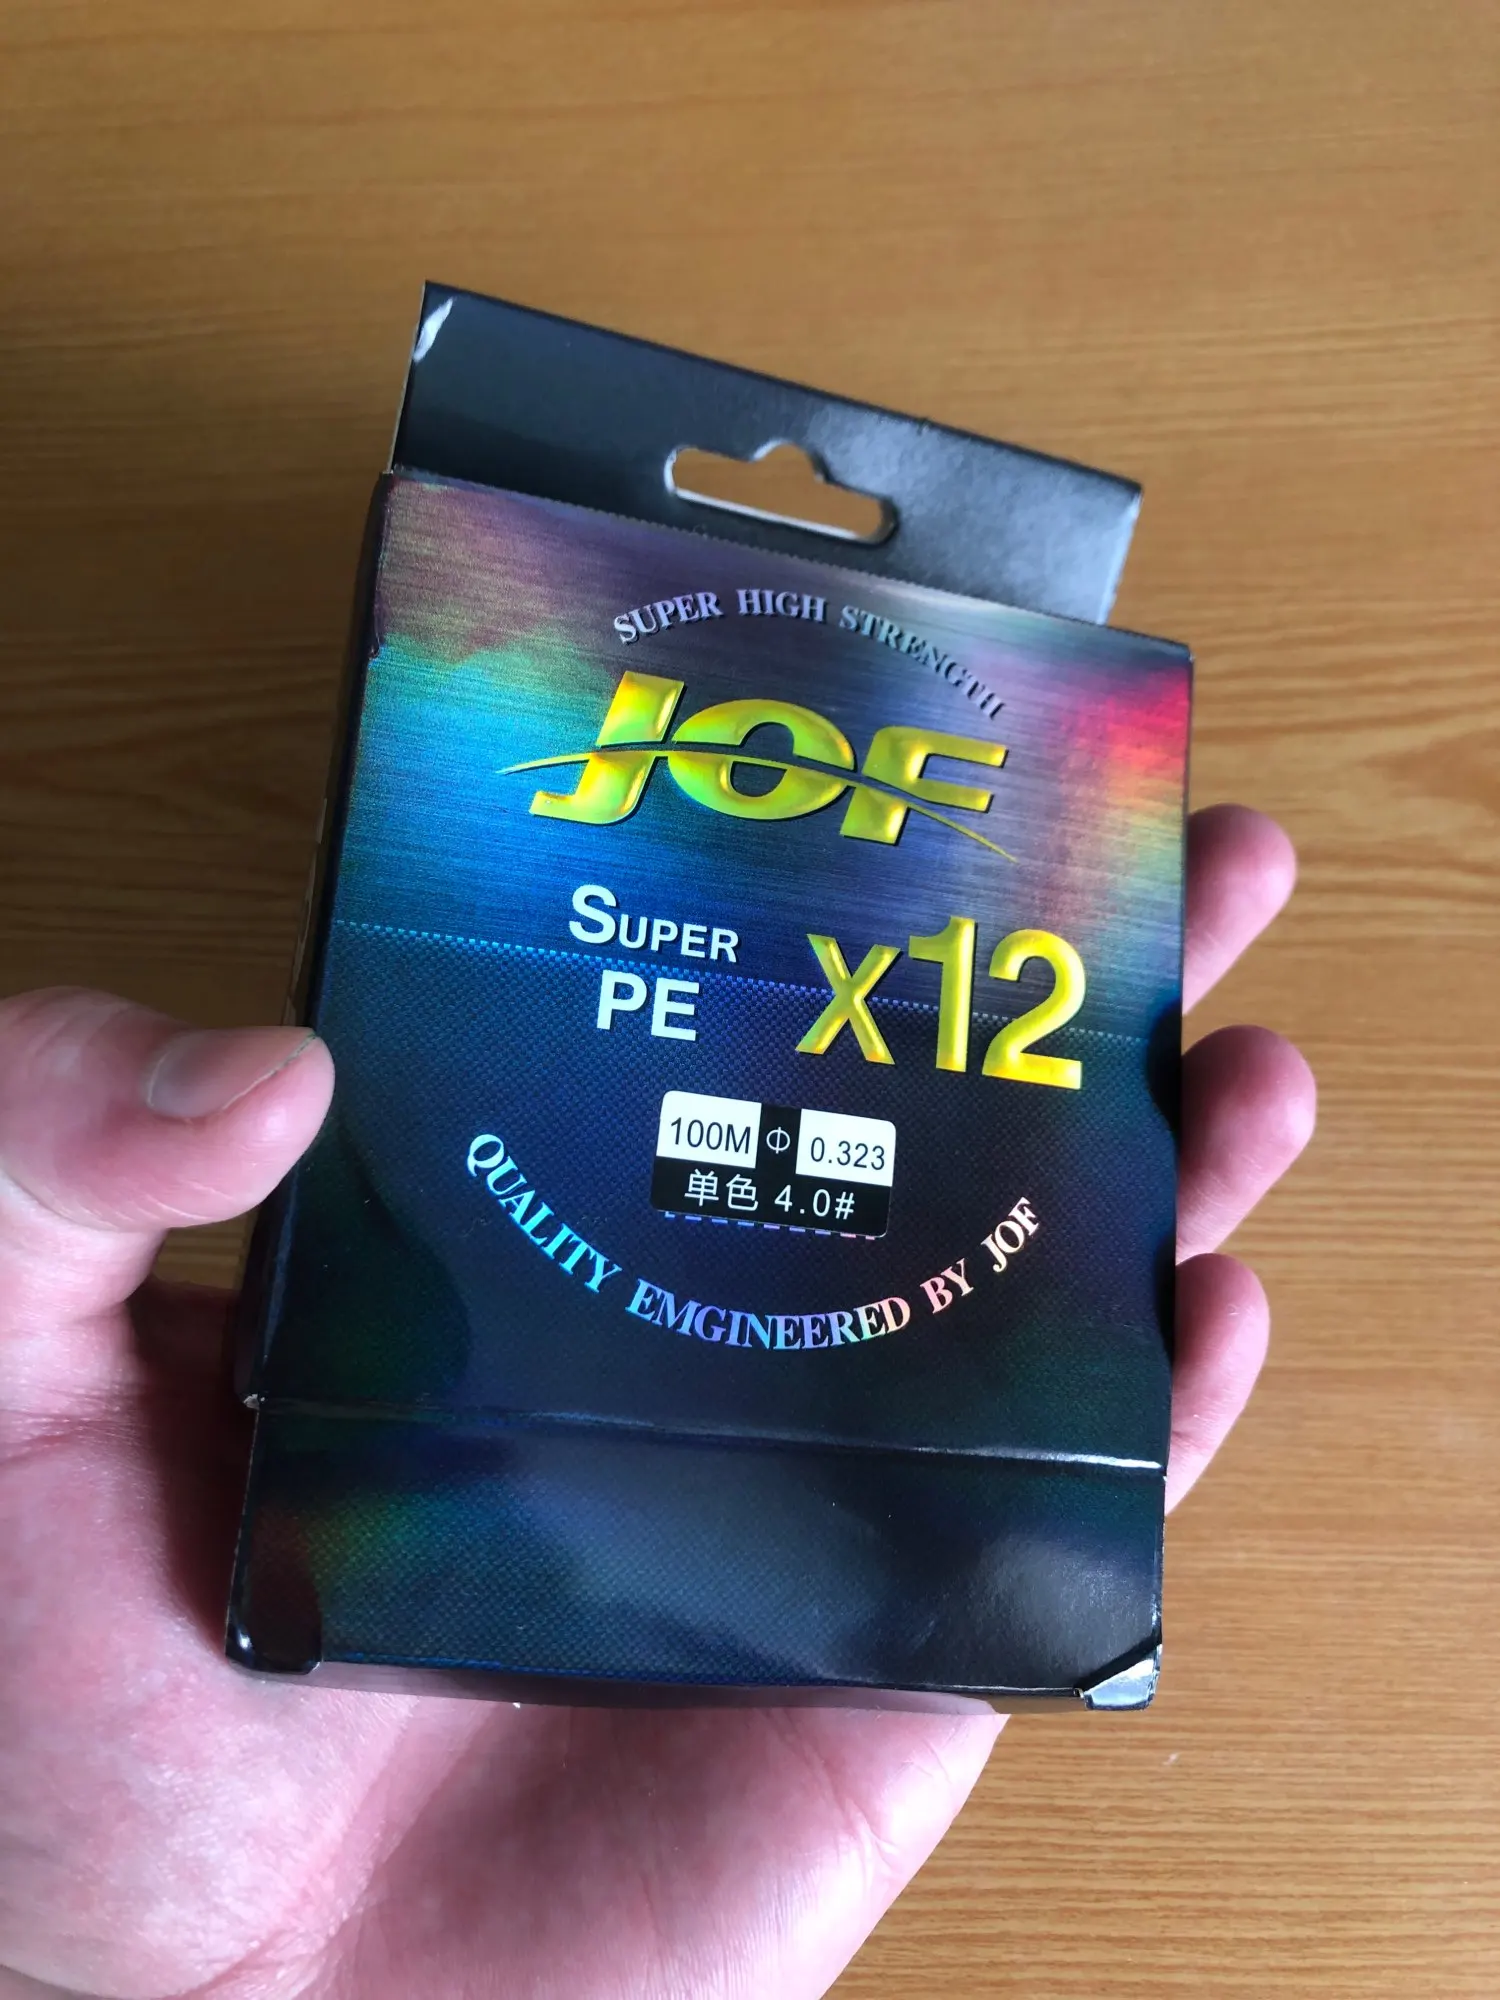 SUPER HIGH STRENGTH
JOF
SUPER
PE
x12
100M Φ 0.323
单色 4.0#
QUALITY EMGINEERED BY JOF